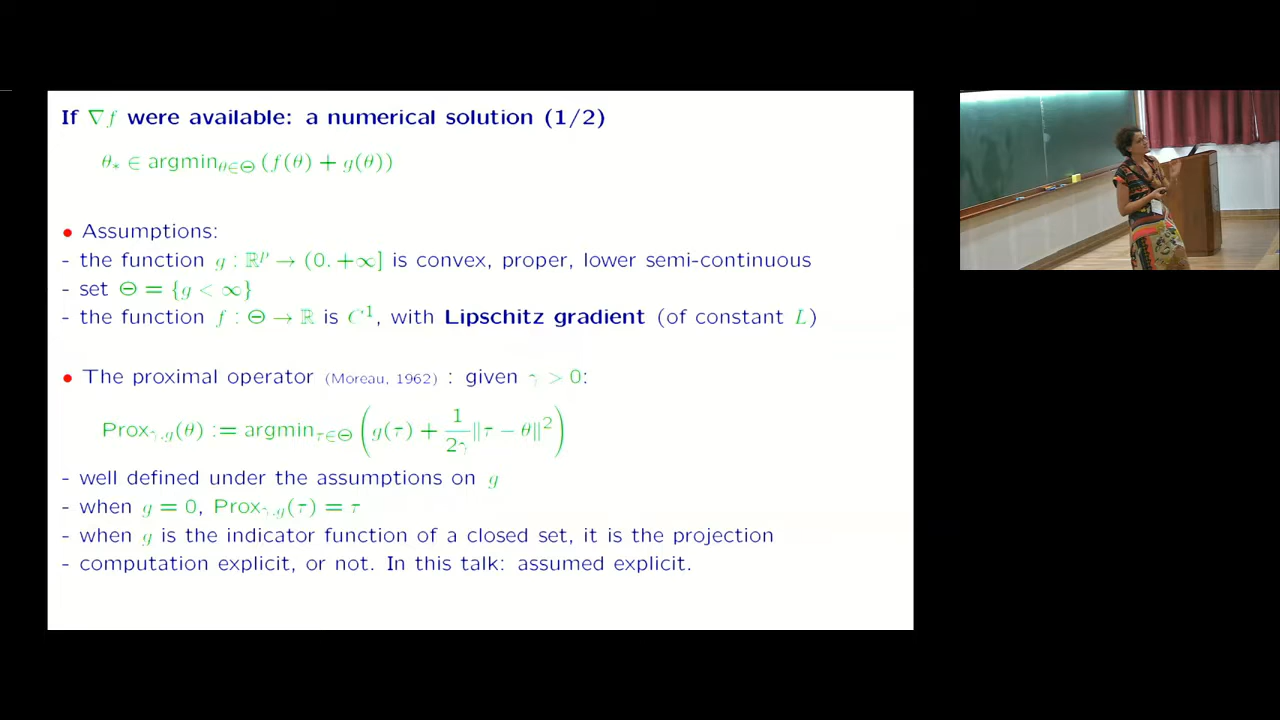 If ∇f were available: a numerical solution (1/2)
θ∗ ∈ argmin_{θ∈Θ} (f(θ) + g(θ))
• Assumptions:
- the function g : ℝ^p → (0. +∞] is convex, proper, lower semi-continuous
- set Θ = {g < ∞}
- the function f : Θ → ℝ is C^1, with Lipschitz gradient (of constant L)
• The proximal operator (Moreau, 1962) : given γ > 0:
Prox_{γ.g}(θ) := argmin_{τ∈Θ} ( g(τ) + 1/2γ ‖τ − θ‖^2 )
- well defined under the assumptions on g
- when g = 0, Prox_{γ.g}(τ) = τ
- when g is the indicator function of a closed set, it is the projection
- computation explicit, or not. In this talk: assumed explicit.